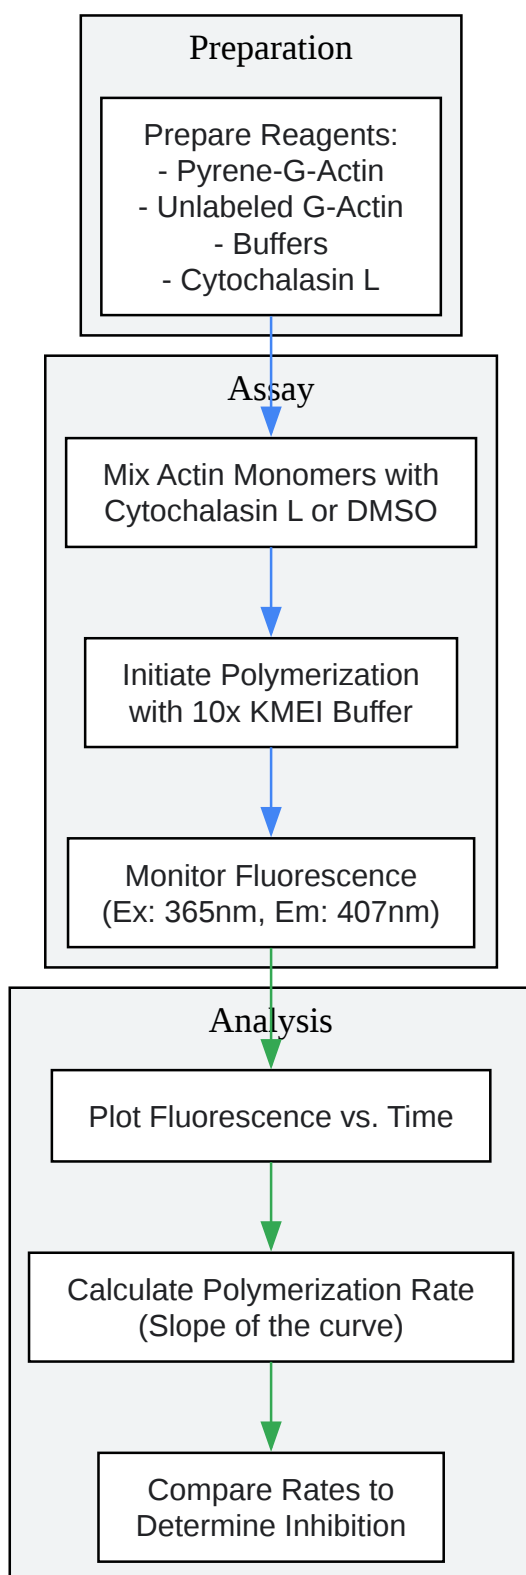 Preparation
Prepare Reagents:
- Pyrene-G-Actin
- Unlabeled G-Actin
- Buffers
- Cytochalasin L
Assay
Mix Actin Monomers with
Cytochalasin L or DMSO
Initiate Polymerization
with 10x KMEI Buffer
Monitor Fluorescence
(Ex: 365nm, Em: 407nm)
Analysis
Plot Fluorescence vs. Time
Calculate Polymerization Rate
(Slope of the curve)
Compare Rates to
Determine Inhibition